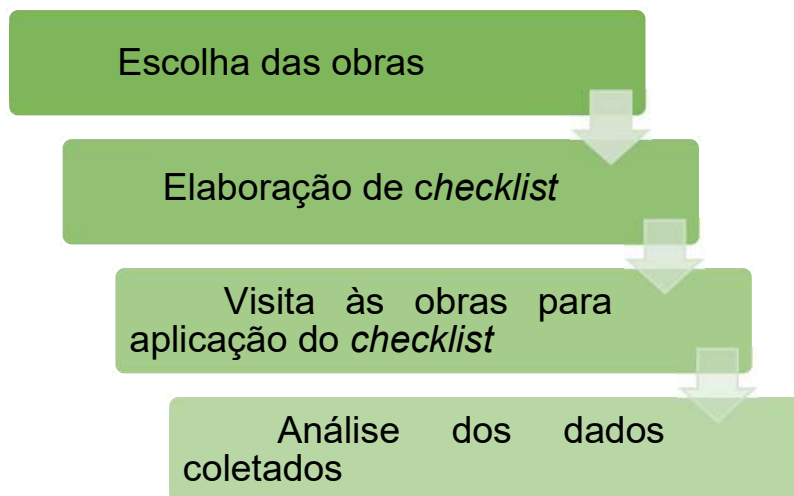 Escolha das obras
Elaboração de checklist
Visita às obras para
aplicação do checklist
Análise dos dados
coletados